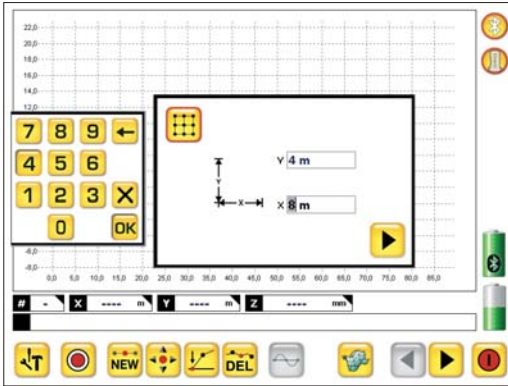 22,0
20,0
18,0
16,0
14,0
12,0
7 8 9
4 5 6
1 2 3 X
0 OK
Y 4 m
Y
X
X 8 m
-6,0
-8,0
0,0 5,0 10,0 15,0 20,0 25,0 30,0 35,0 40,0 45,0 50,0 55,0 60,0 65,0 70,0 75,0 80,0 85,0
# - X ---- m Y ---- m Z ---- mm
T NEW DEL